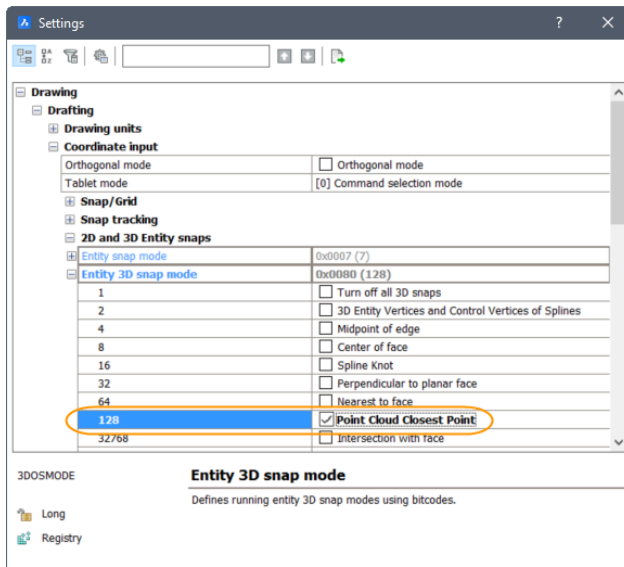 Settings
Drawing
Drafting
Drawing units
Coordinate input
Orthogonal mode Orthogonal mode
Tablet mode [0] Command selection mode
Snap/Grid
Snap tracking
2D and 3D Entity snaps
Entity snap mode 0x0007 (7)
Entity 3D snap mode 0x0080 (128)
1 Turn off all 3D snaps
2 3D Entity Vertices and Control Vertices of Splines
4 Midpoint of edge
8 Center of face
16 Spline Knot
32 Perpendicular to planar face
64 Nearest to face
128 Point Cloud Closest Point
32768 Intersection with face
3DOSMODE Entity 3D snap mode
Defines running entity 3D snap modes using bitcodes.
Long
Registry